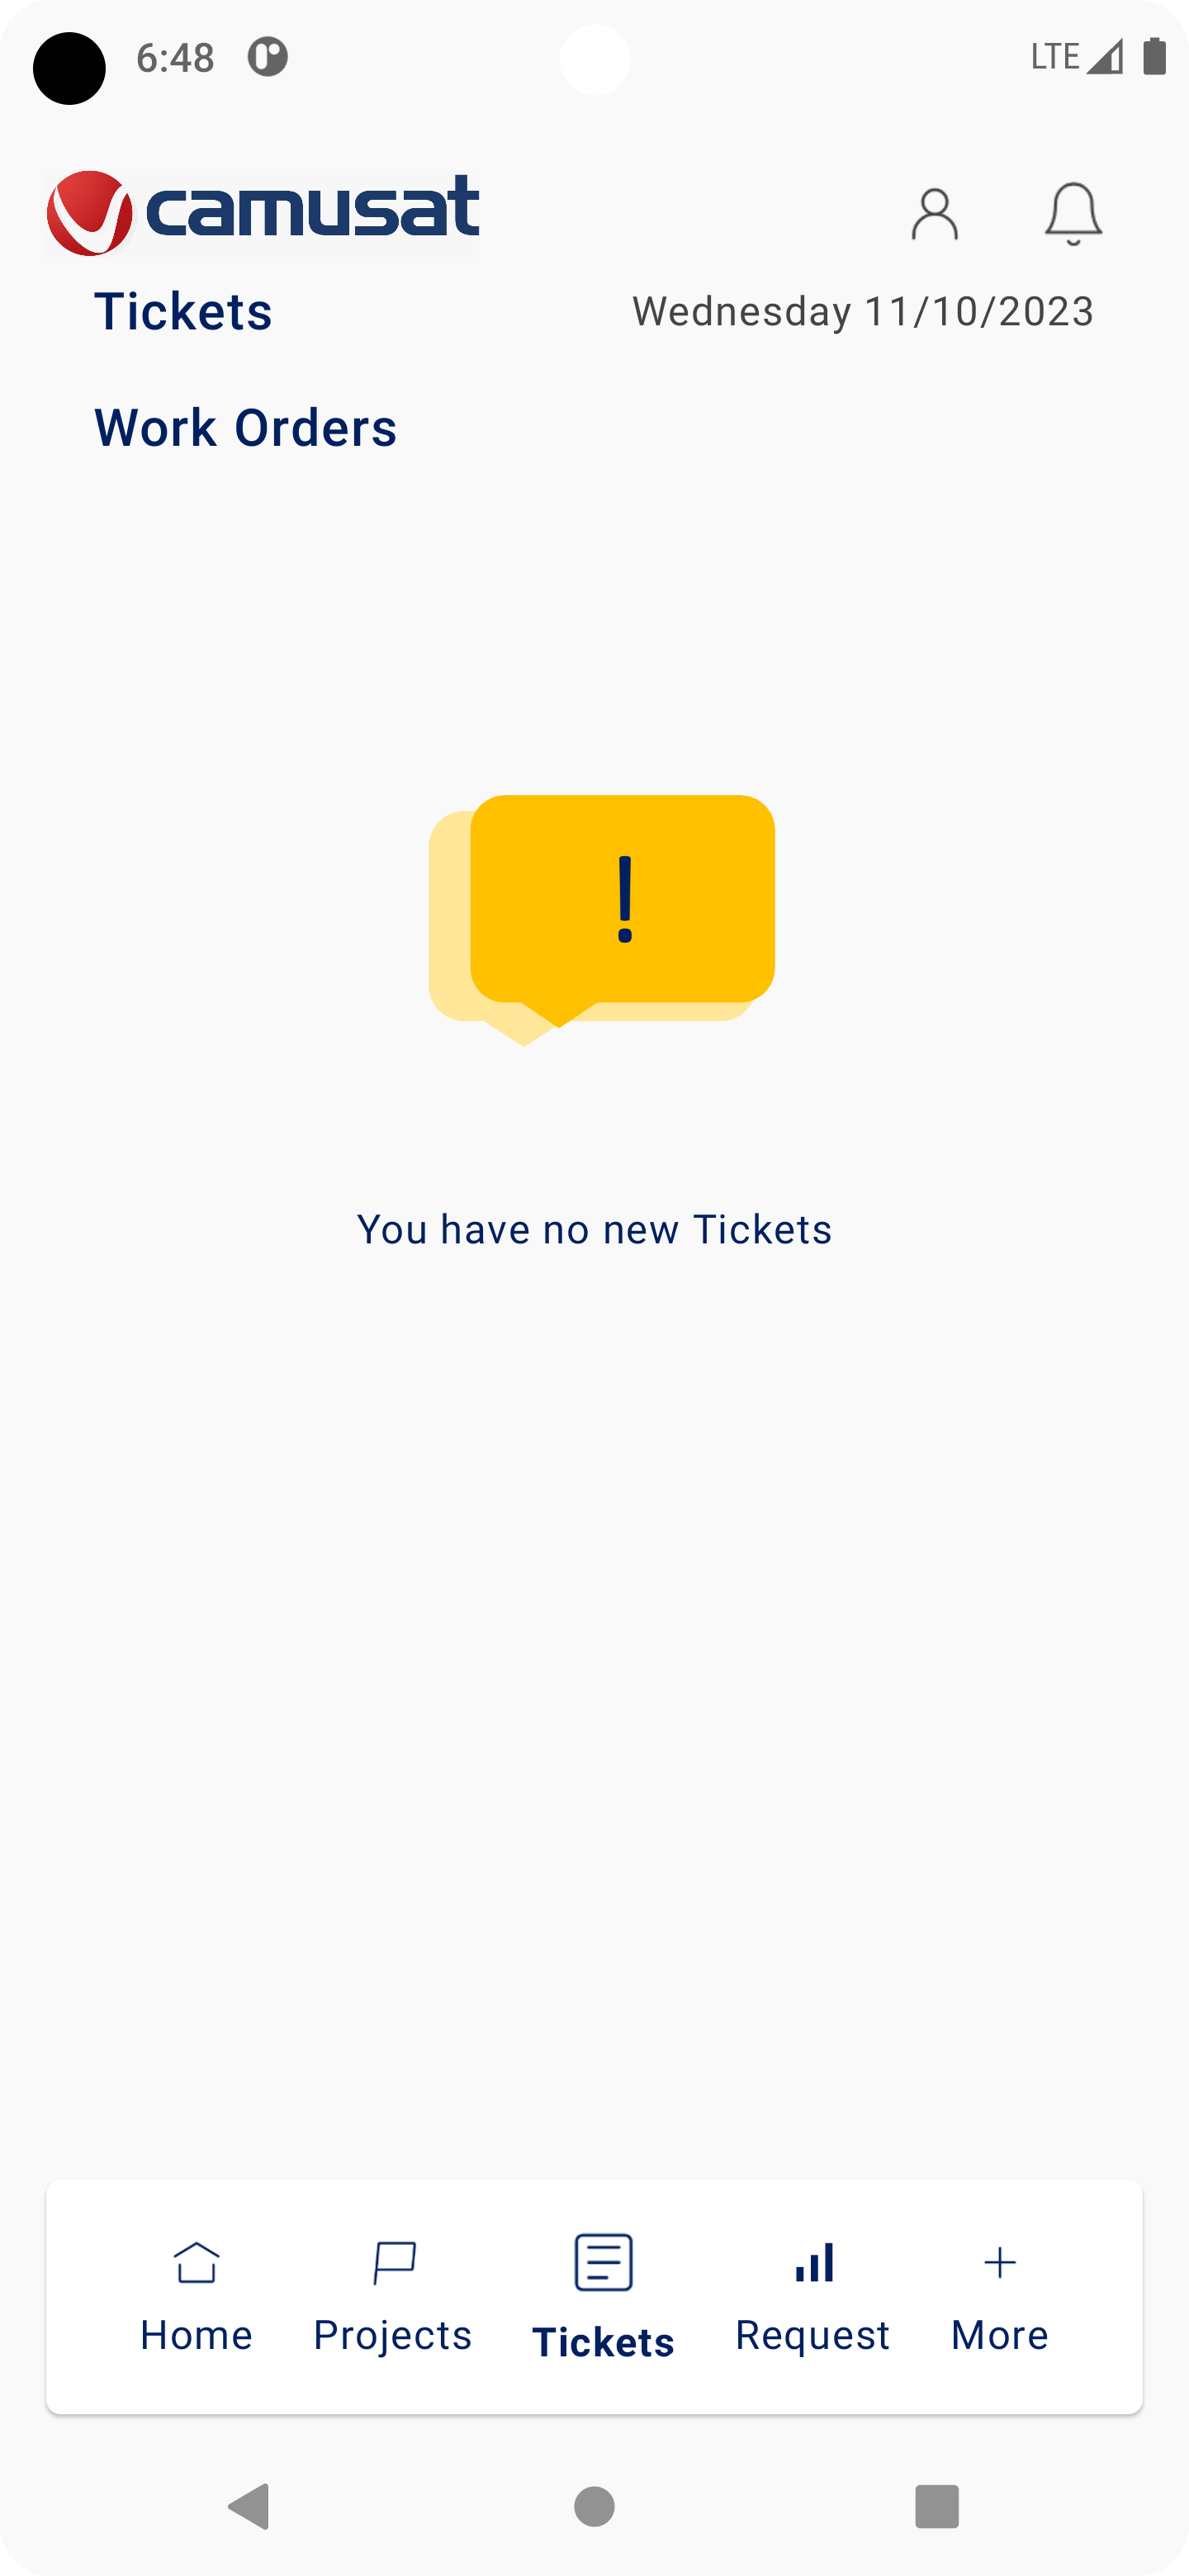 6:48
LTE
camusat
Tickets
Wednesday 11/10/2023
Work Orders
!
You have no new Tickets
Home
Projects
Tickets
Request
More